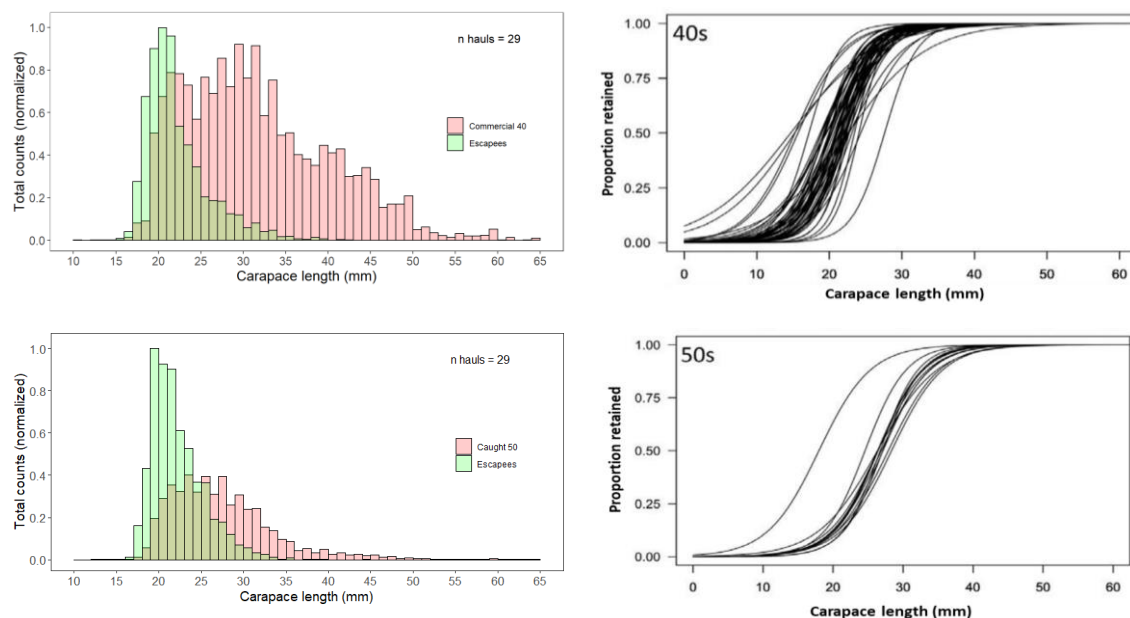 Total counts (normalized)
1.0
0.8
0.6
0.4
0.2
0.0
n hauls = 29
Commercial 40
Escapees
10 15 20 25 30 35 40 45 50 55 60 65
Carapace length (mm)
40s
Proportion retained
1.00
0.75
0.50
0.25
0.00
0 10 20 30 40 50 60
Carapace length (mm)
Total counts (normalized)
1.0
0.8
0.6
0.4
0.2
0.0
n hauls = 29
Caught 50
Escapees
10 15 20 25 30 35 40 45 50 55 60 65
Carapace length (mm)
50s
Proportion retained
1.00
0.75
0.50
0.25
0.00
0 10 20 30 40 50 60
Carapace length (mm)